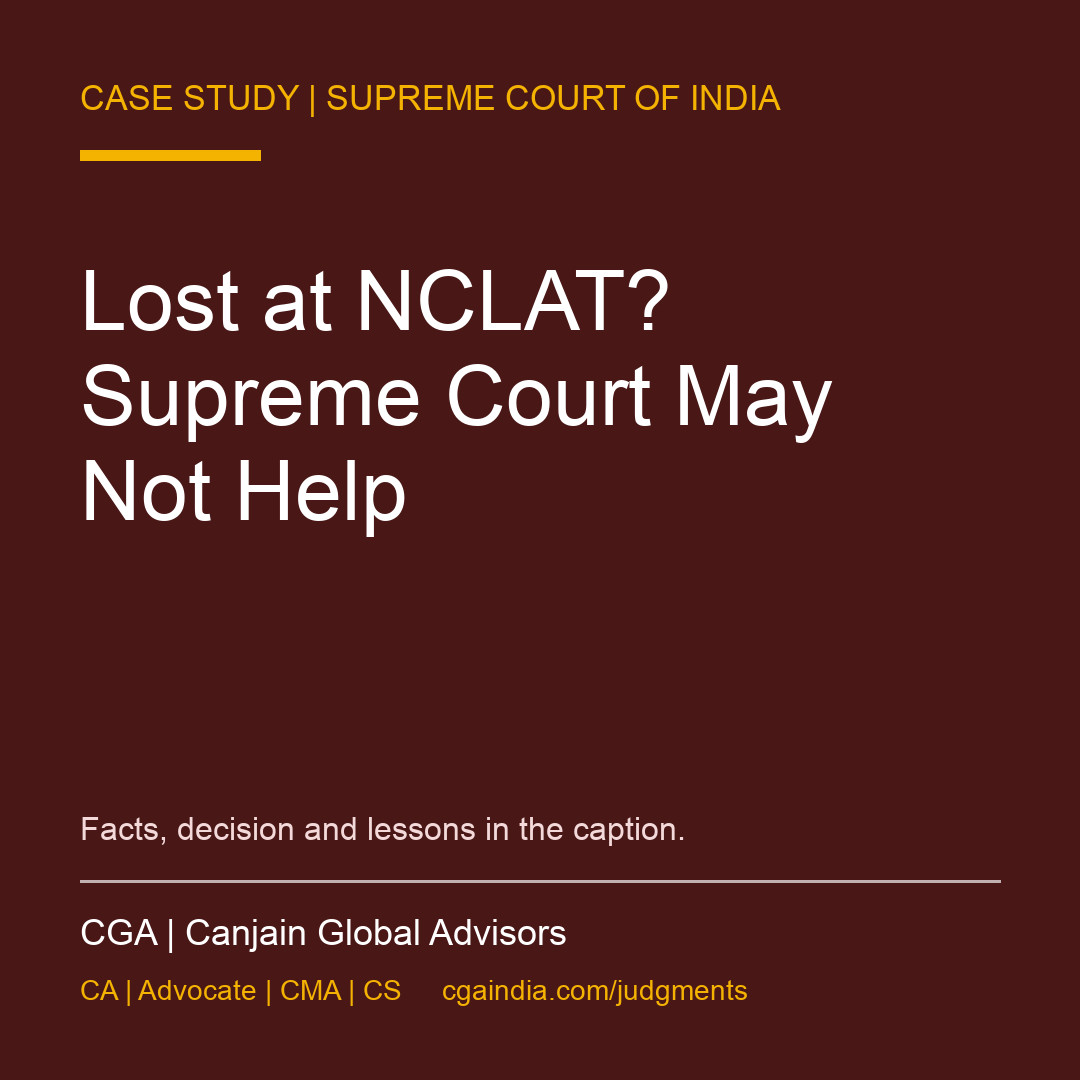 CASE STUDY | SUPREME COURT OF INDIA
Lost at NCLAT?
Supreme Court May
Not Help
Facts, decision and lessons in the caption.
CGA | Canjain Global Advisors
CA | Advocate | CMA | CS cgaindia.com/judgments